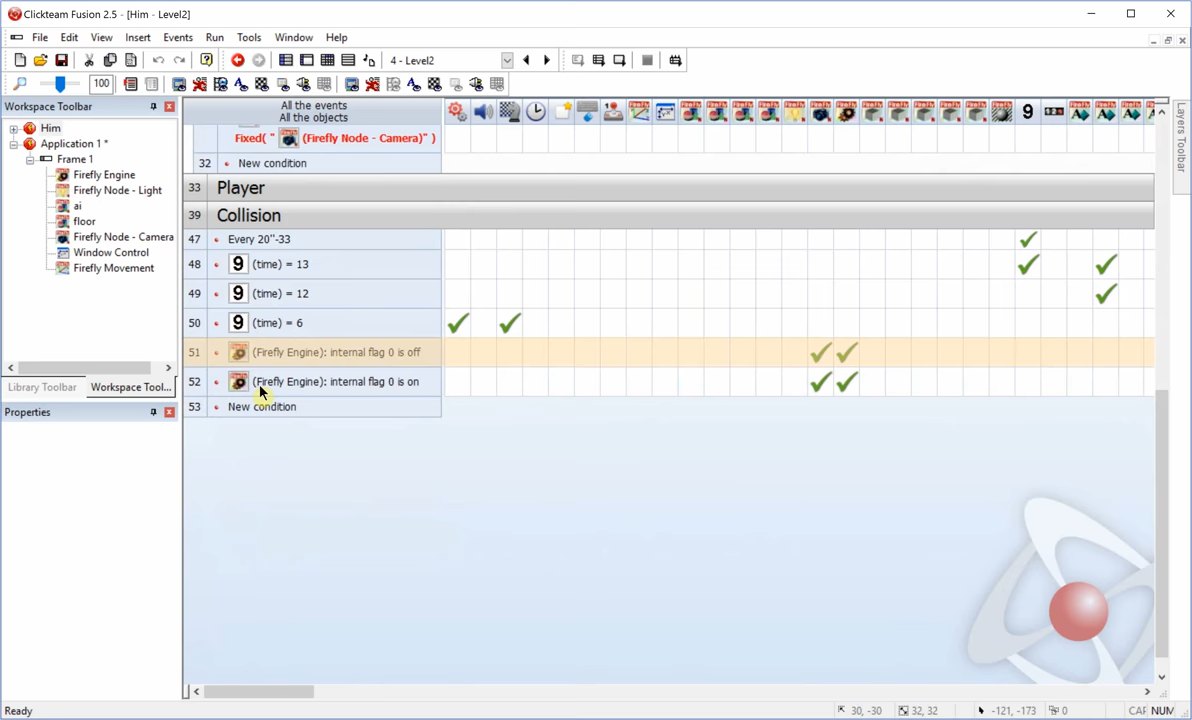 Clickteam Fusion 2.5 - [Him - Level2]
File Edit View Insert Events Run Tools Window Help
4 - Level2
100
Workspace Toolbar
Him
Application 1 *
Frame 1
Firefly Engine
Firefly Node - Light
ai
floor
Firefly Node - Camera
Window Control
Firefly Movement
Library Toolbar
Workspace Tool...
Properties
All the events
All the objects
9
Layers Toolbar
Fixed( " (Firefly Node - Camera)" )
32 • New condition
33 Player
39 Collision
47 • Every 20''-33
48 • 9 (time) = 13
49 • 9 (time) = 12
50 • 9 (time) = 6
51 • (Firefly Engine): internal flag 0 is off
52 • (Firefly Engine): internal flag 0 is on
53 • New condition
Ready
30, -30
32, 32
-121, -173
0
CAP
NUM